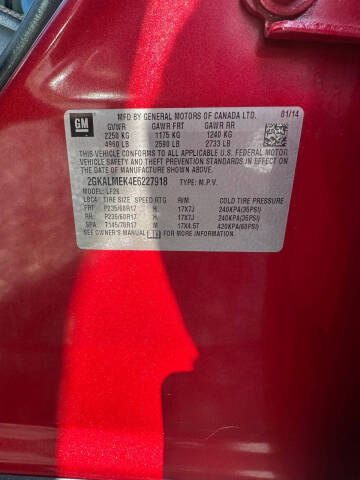 GM
MFD BY GENERAL MOTORS OF CANADA LTD. 01/14
GVWR GAWR FRT GAWR RR
2250 KG 1175 KG 1240 KG
4960 LB 2590 LB 2733 LB
THIS VEHICLE CONFORMS TO ALL APPLICABLE U.S. FEDERAL MOTOR
VEHICLE SAFETY AND THEFT PREVENTION STANDARDS IN EFFECT ON
THE DATE OF MANUFACTURE SHOWN ABOVE.
2GKALMEK4E6227918 TYPE: M.P.V.
MODEL: LF26
TIRE SIZE SPEED RTG RIM COLD TIRE PRESSURE
FRT P235/60R17 H 17X7J 240KPA(35PSI)
RR P235/60R17 H 17X7J 240KPA(35PSI)
SPA T145/70R17 M 17X4.5T 420KPA(60PSI)
SEE OWNER'S MANUAL FOR MORE INFORMATION.